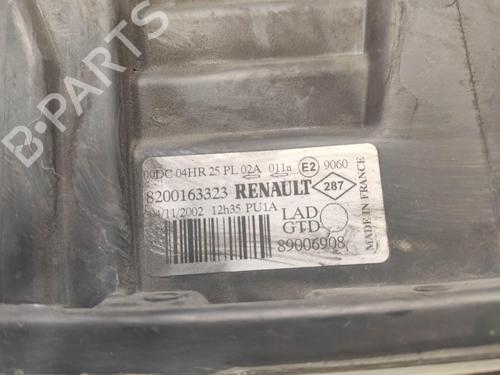 B-PARTS
00DC 04HR 25 PL 02A 011a E2 9060
8200163323 RENAULT 287
04/11/2002 12h35 PU1A
LAD
GTD
89006908
MADE IN FRANCE